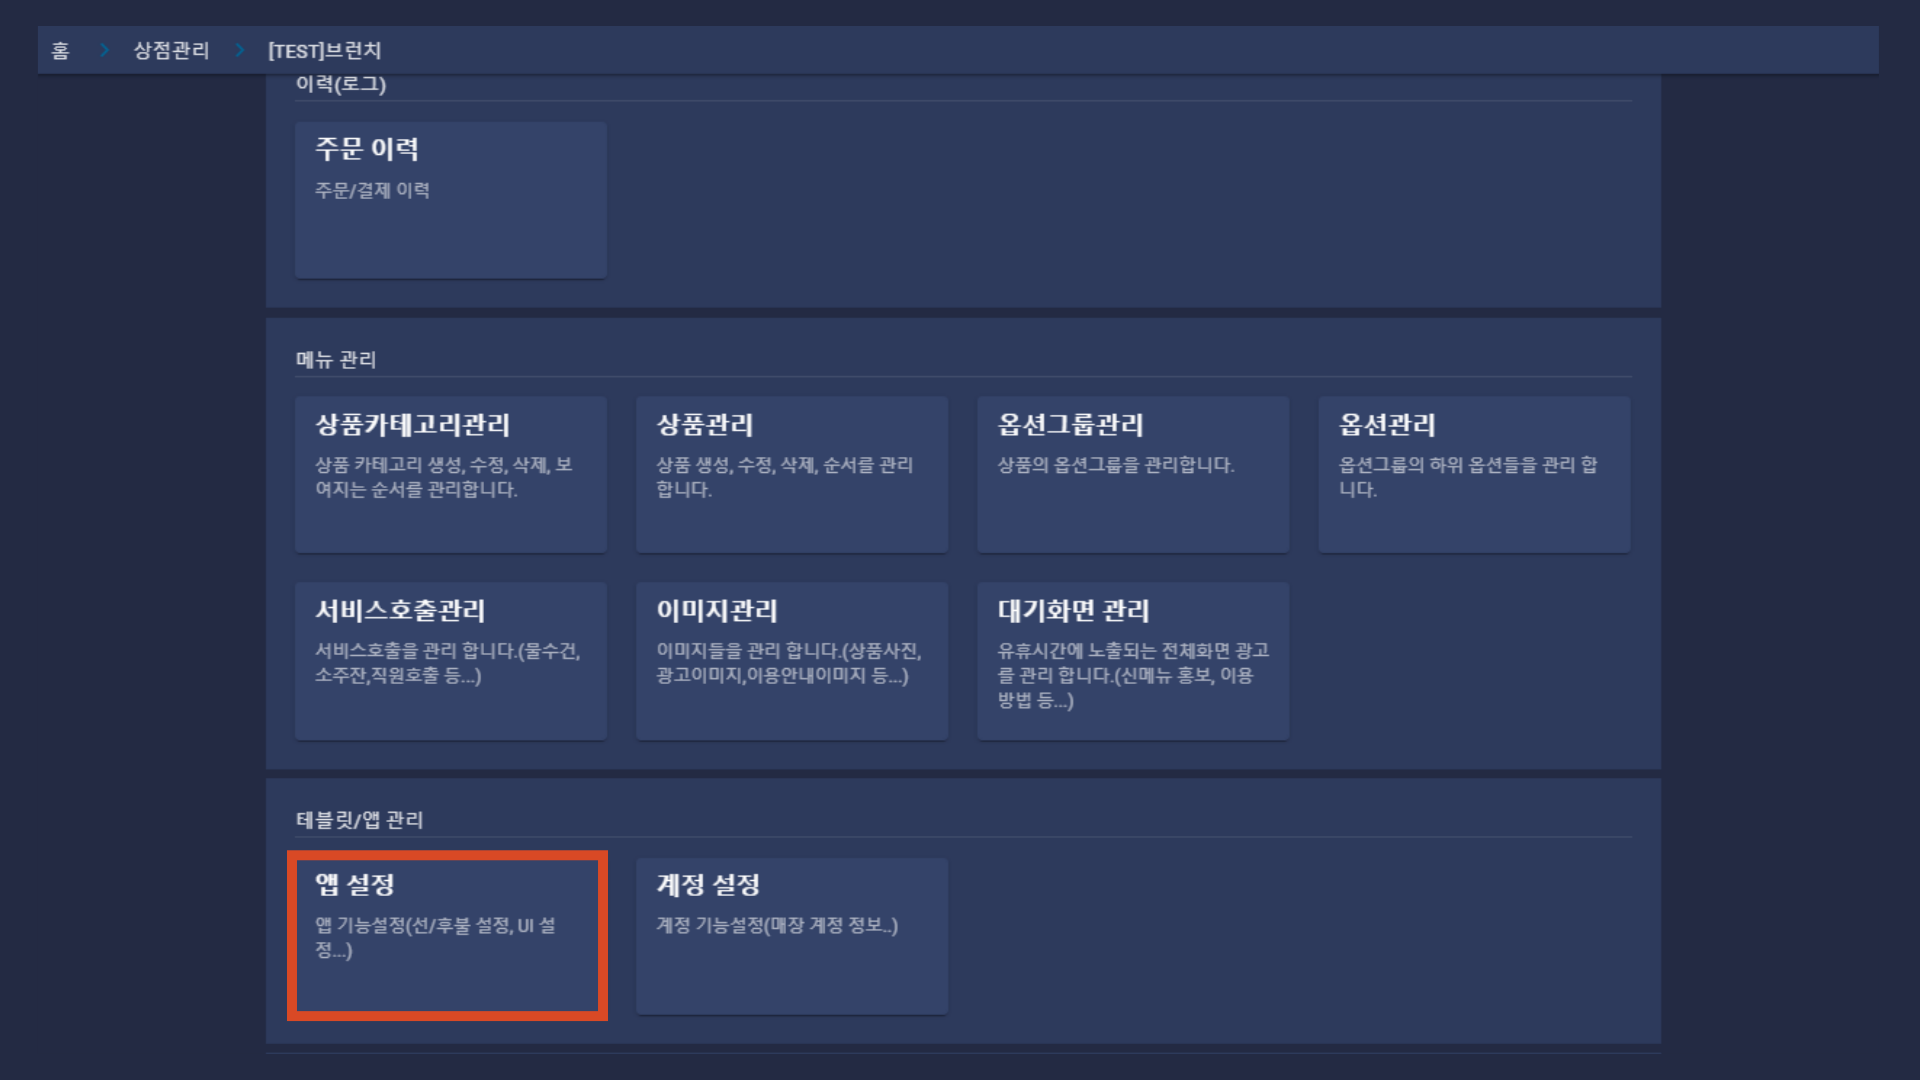 홈 > 상점관리 > [TEST]브런치
이력(로그)
주문 이력
주문/결제 이력
메뉴 관리
상품카테고리관리
상품 카테고리 생성, 수정, 삭제, 보
여지는 순서를 관리합니다.
상품관리
상품 생성, 수정, 삭제, 순서를 관리
합니다.
옵션그룹관리
상품의 옵션그룹을 관리합니다.
옵션관리
옵션그룹의 하위 옵션들을 관리 합
니다.
서비스호출관리
서비스호출을 관리 합니다.(물수건,
소주잔,직원호출 등...)
이미지관리
이미지들을 관리 합니다.(상품사진,
광고이미지,이용안내이미지 등...)
대기화면 관리
유휴시간에 노출되는 전체화면 광고
를 관리 합니다.(신메뉴 홍보, 이용
방법 등...)
테블릿/앱 관리
앱 설정
앱 기능설정(선/후불 설정, UI 설
정...)
계정 설정
계정 기능설정(매장 계정 정보..)